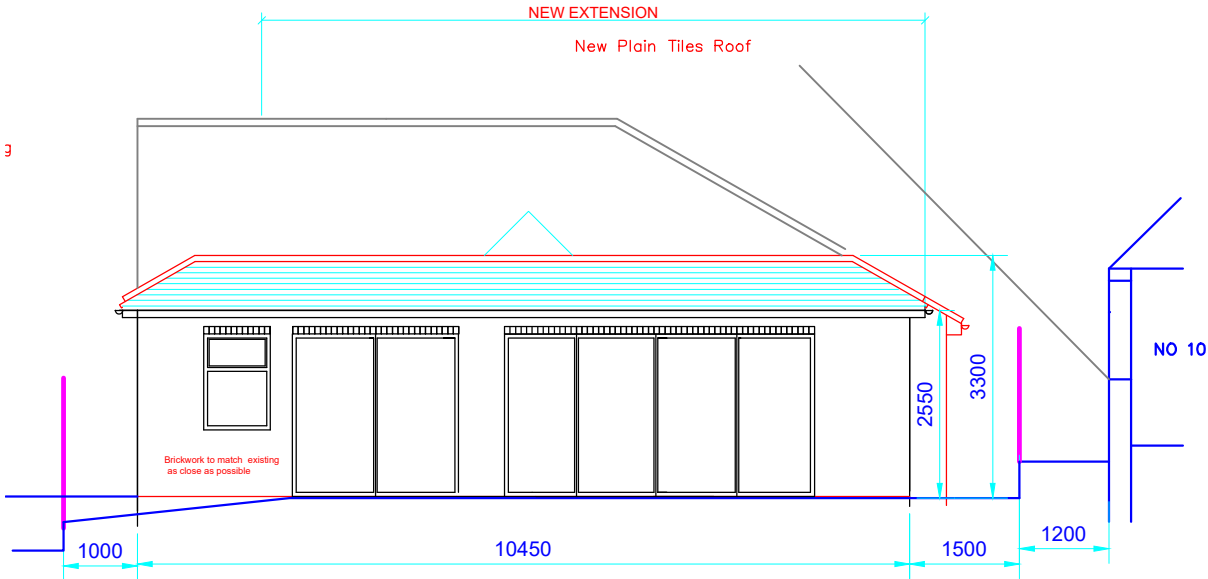 NEW EXTENSION
New Plain Tiles Roof
g
NO 10
3300
2550
Brickwork to match existing
as close as possible
1000
10450
1500
1200